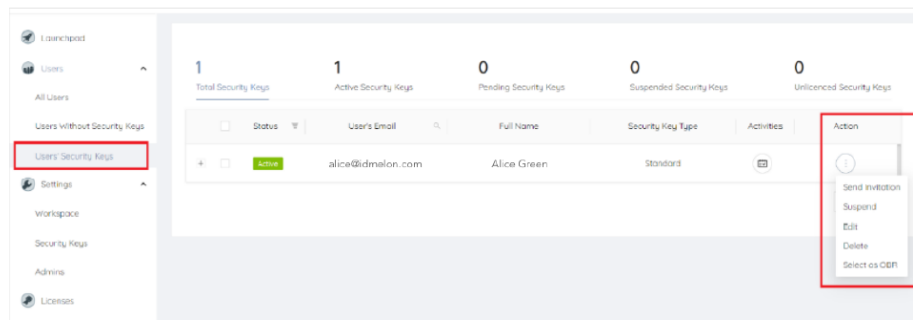 Launchpad
Users
All Users
Users Without Security Keys
Users' Security Keys
Settings
Workspace
Security Keys
Admins
Licenses
1
Total Security Keys
1
Active Security Keys
0
Pending Security Keys
0
Suspended Security Keys
0
Unlicenced Security Keys
Status User's Email Full Name Security Key Type Activities Action
+ Active alice@idmelon.com Alice Green Standard
Send Invitation
Suspend
Edit
Delete
Select as OBR